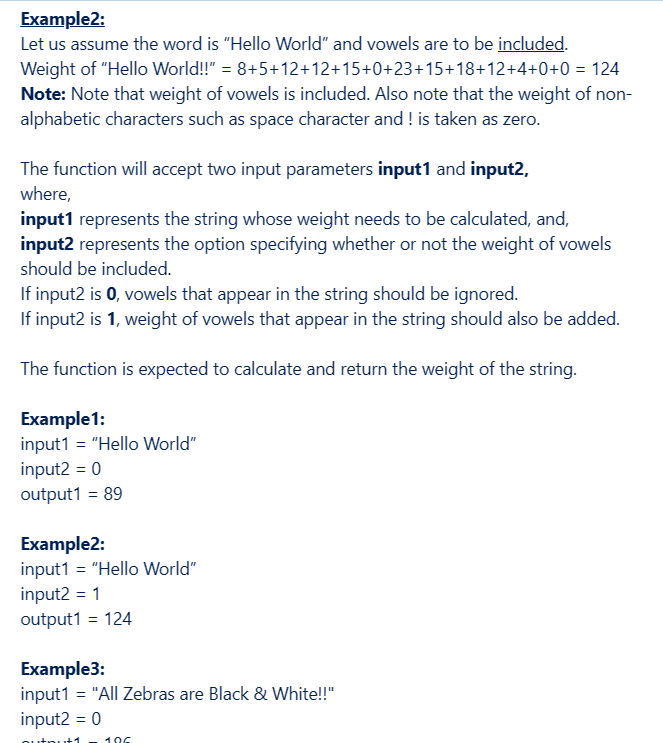 Example2:
Let us assume the word is “Hello World” and vowels are to be included.
Weight of “Hello World!!” = 8+5+12+12+15+0+23+15+18+12+4+0+0 = 124
Note: Note that weight of vowels is included. Also note that the weight of non-
alphabetic characters such as space character and ! is taken as zero.
The function will accept two input parameters input1 and input2,
where,
input1 represents the string whose weight needs to be calculated, and,
input2 represents the option specifying whether or not the weight of vowels
should be included.
If input2 is 0, vowels that appear in the string should be ignored.
If input2 is 1, weight of vowels that appear in the string should also be added.
The function is expected to calculate and return the weight of the string.
Example1:
input1 = “Hello World”
input2 = 0
output1 = 89
Example2:
input1 = “Hello World”
input2 = 1
output1 = 124
Example3:
input1 = "All Zebras are Black & White!!"
input2 = 0
output1 = 186